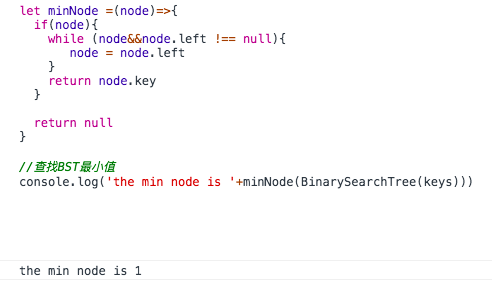 let minNode =(node)=>{
  if(node){
    while (node&&node.left !== null){
       node = node.left
    }
    return node.key
  }

  return null
}

//查找BST最小值
console.log('the min node is '+minNode(BinarySearchTree(keys)))
the min node is 1